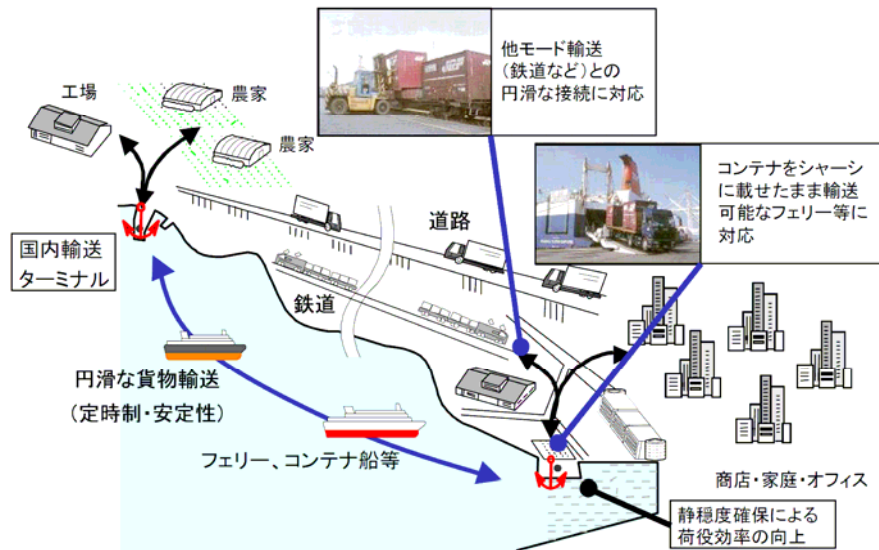 他モード輸送
(鉄道など)との
円滑な接続に対応
工場
農家
農家
コンテナをシャーシ
に載せたまま輸送
可能なフェリー等に
対応
道路
国内輸送
ターミナル
鉄道
円滑な貨物輸送
(定時制・安定性)
フェリー、コンテナ船等
商店・家庭・オフィス
静穏度確保による
荷役効率の向上